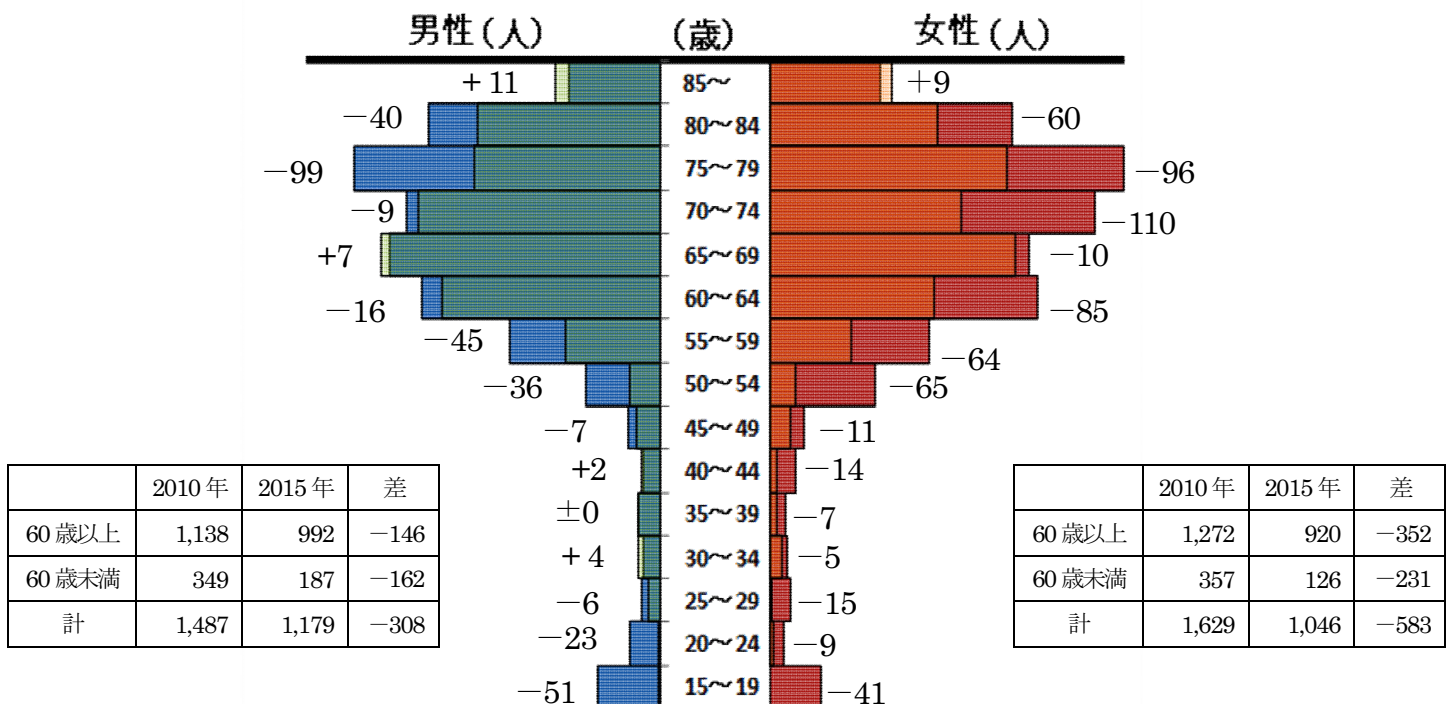 男性(人) (歳) 女性(人)
+11 85～ +9
－40 80～84 －60
－99 75～79 －96
－9 70～74 －110
+7 65～69 －10
－16 60～64 －85
－45 55～59 －64
－36 50～54 －65
－7 45～49 －11
+2 40～44 －14
±0 35～39 －7
+4 30～34 －5
－6 25～29 －15
－23 20～24 －9
－51 15～19 －41
2010年 2015年 差
60歳以上 1,138 992 －146
60歳未満 349 187 －162
計 1,487 1,179 －308
2010年 2015年 差
60歳以上 1,272 920 －352
60歳未満 357 126 －231
計 1,629 1,046 －583